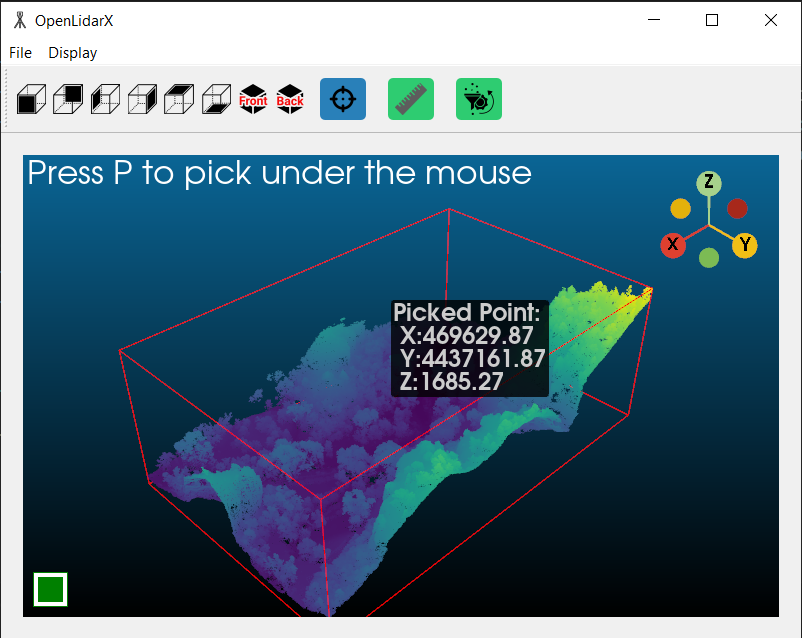 OpenLidarX
File Display
Front Back
Press P to pick under the mouse
Z
X Y
Picked Point:
X:469629.87
Y:4437161.87
Z:1685.27